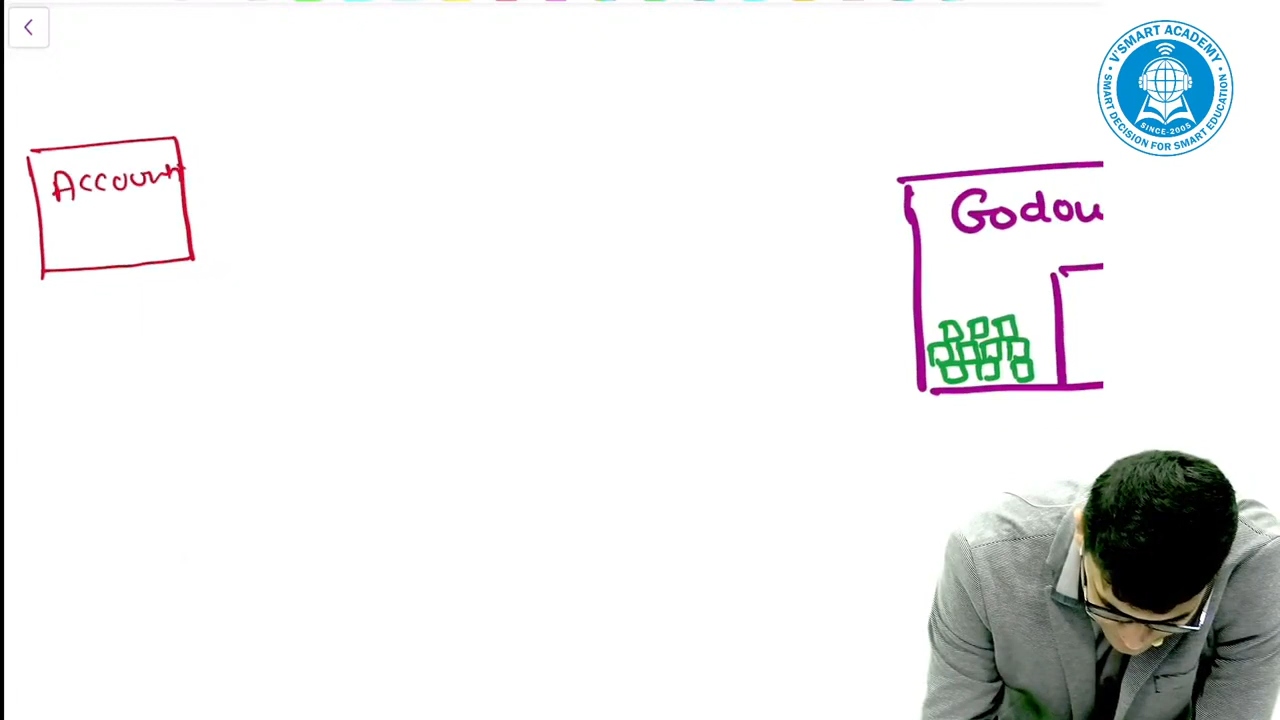 V'SMART ACADEMY
SMART DECISION FOR SMART EDUCATION
SINCE-2005
Account
Godou